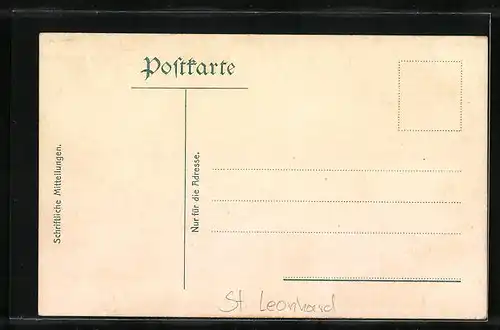 Poſtkarte
Schriftliche Mitteilungen.
Nur für die Adresse.
St. Leonhard